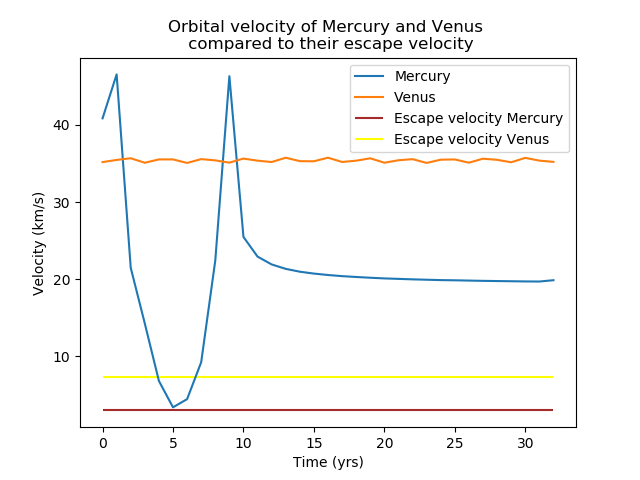 Orbital velocity of Mercury and Venus
compared to their escape velocity
Mercury
Venus
Escape velocity Mercury
Escape velocity Venus
Velocity (km/s)
40
30
20
10
0 5 10 15 20 25 30
Time (yrs)